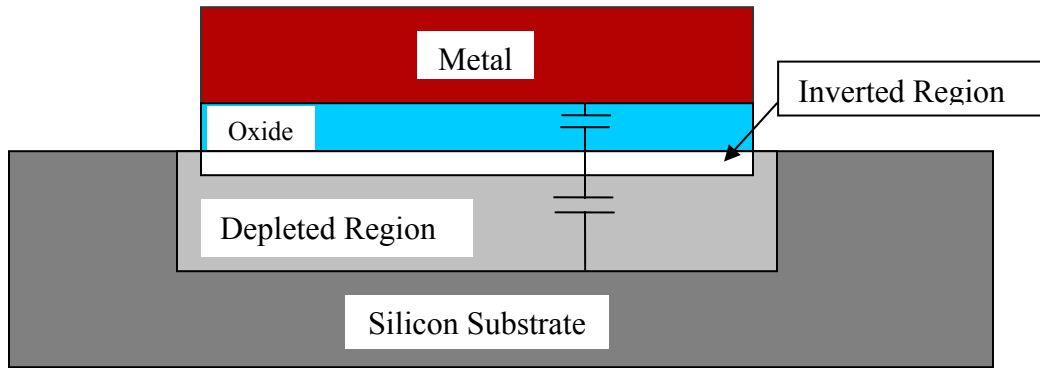 Metal
Inverted Region
Oxide
Depleted Region
Silicon Substrate